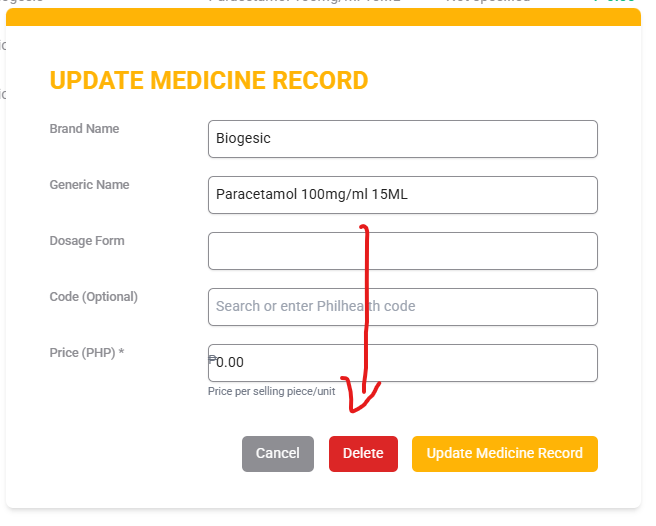 UPDATE MEDICINE RECORD
Brand Name
Biogesic
Generic Name
Paracetamol 100mg/ml 15ML
Dosage Form
Code (Optional)
Search or enter Philhealth code
Price (PHP) *
₱0.00
Price per selling piece/unit
Cancel Delete Update Medicine Record